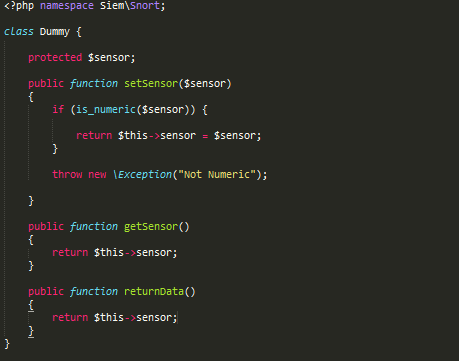 <?php namespace Siem\Snort;
class Dummy {
protected $sensor;
public function setSensor($sensor)
{
if (is_numeric($sensor)) {
return $this->sensor = $sensor;
}
throw new \Exception("Not Numeric");
}
public function getSensor()
{
return $this->sensor;
}
public function returnData()
{
return $this->sensor;
}
}